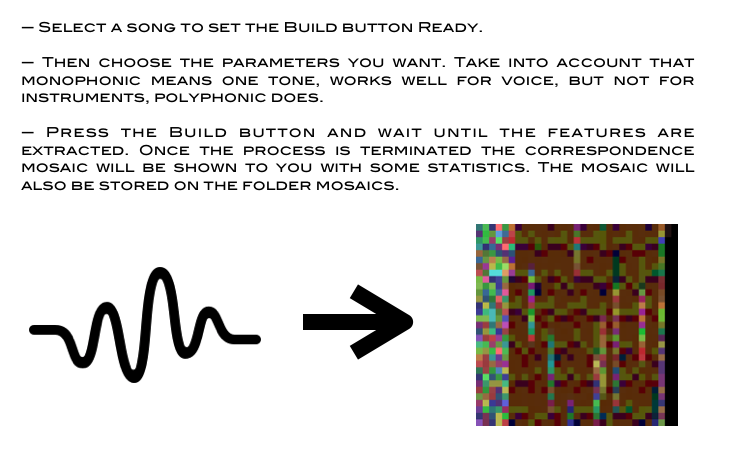 – Select a song to set the Build button Ready.
– Then choose the parameters you want. Take into account that
monophonic means one tone, works well for voice, but not for
instruments, polyphonic does.
– Press the Build button and wait until the features are
extracted. Once the process is terminated the correspondence
mosaic will be shown to you with some statistics. The mosaic will
also be stored on the folder mosaics.